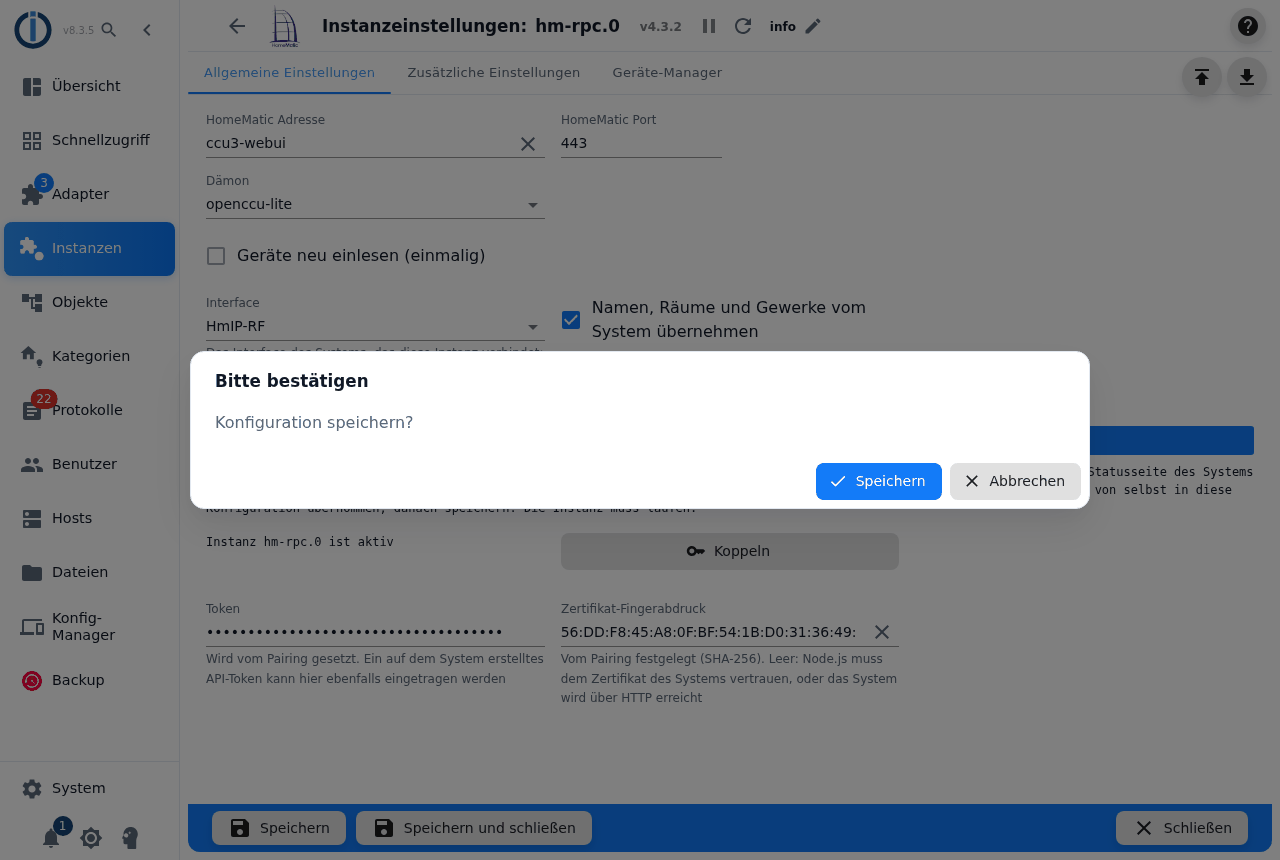 v8.3.5
Instanzeinstellungen: hm-rpc.0
v4.3.2
info
HomeMatic
Übersicht
Schnellzugriff
3
Adapter
Instanzen
Objekte
Kategorien
22
Protokolle
Benutzer
Hosts
Dateien
Konfig-
Manager
Backup
System
1
Allgemeine Einstellungen
Zusätzliche Einstellungen
Geräte-Manager
HomeMatic Adresse
HomeMatic Port
ccu3-webui
443
Dämon
openccu-lite
Geräte neu einlesen (einmalig)
Interface
HmIP-RF
Namen, Räume und Gewerke vom
System übernehmen
Bitte bestätigen
Konfiguration speichern?
Speichern
Abbrechen
Statusseite des Systems
von selbst in diese
Instanz hm-rpc.0 ist aktiv
Koppeln
Token
••••••••••••••••••••••••••••••••••••
Wird vom Pairing gesetzt. Ein auf dem System erstelltes
API-Token kann hier ebenfalls eingetragen werden
Zertifikat-Fingerabdruck
56:DD:F8:45:A8:0F:BF:54:1B:D0:31:36:49:
Vom Pairing festgelegt (SHA-256). Leer: Node.js muss
dem Zertifikat des Systems vertrauen, oder das System
wird über HTTP erreicht
Speichern
Speichern und schließen
Schließen